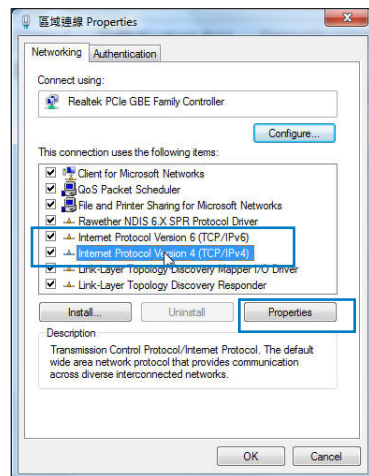 區域連線 Properties
Networking
Authentication
Connect using:
Realtek PCIe GBE Family Controller
Configure...
This connection uses the following items:
Client for Microsoft Networks
QoS Packet Scheduler
File and Printer Sharing for Microsoft Networks
Rawether NDIS 6.X SPR Protocol Driver
Internet Protocol Version 6 (TCP/IPv6)
Internet Protocol Version 4 (TCP/IPv4)
Link-Layer Topology Discovery Mapper I/O Driver
Link-Layer Topology Discovery Responder
Install...
Uninstall
Properties
Description
Transmission Control Protocol/Internet Protocol. The default
wide area network protocol that provides communication
across diverse interconnected networks.
OK
Cancel